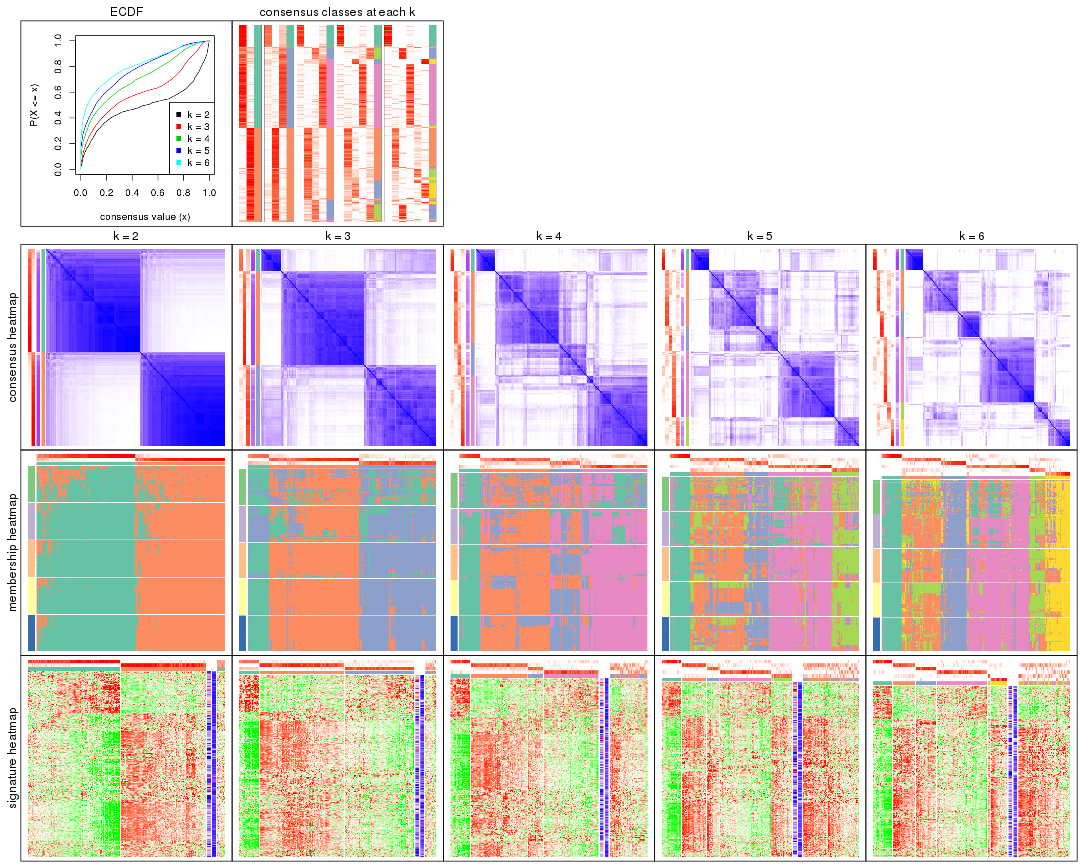 ECDF
consensus classes at each k
P(X <= x)
0.0
0.2
0.4
0.6
0.8
1.0
0.0 0.2 0.4 0.6 0.8 1.0
consensus value (x)
k = 2
k = 3
k = 4
k = 5
k = 6
k = 2
k = 3
k = 4
k = 5
k = 6
consensus heatmap
membership heatmap
signature heatmap